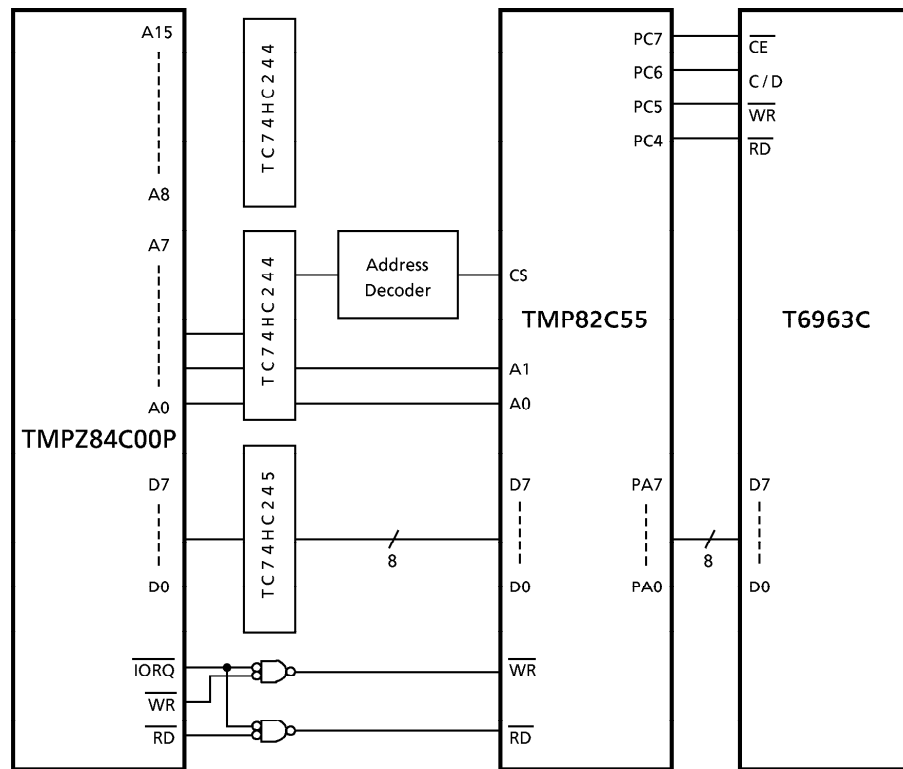 A15
A8
A7
A0
TMPZ84C00P
D7
D0
IORQ
WR
RD
TC74HC244
TC74HC244
TC74HC245
Address
Decoder
8
CS
TMP82C55
A1
A0
D7
D0
WR
RD
PC7
PC6
PC5
PC4
PA7
PA0
8
CE
C/D
WR
RD
T6963C
D7
D0